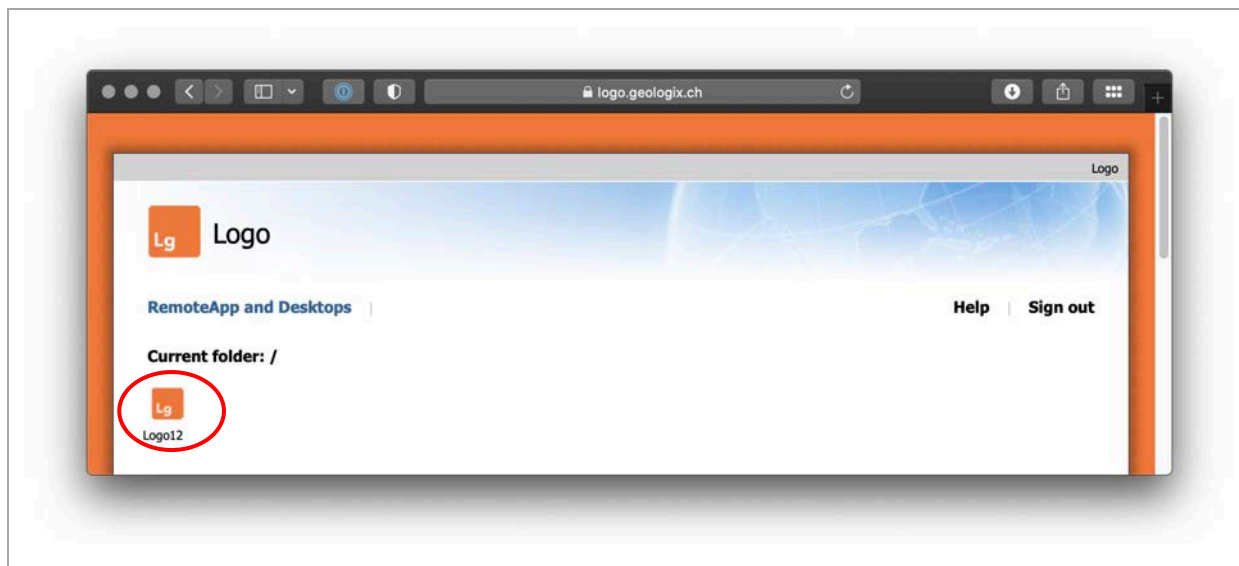 logo.geologix.ch
Logo
Lg Logo
RemoteApp and Desktops | Help | Sign out
Current folder: /
Lg
Logo12